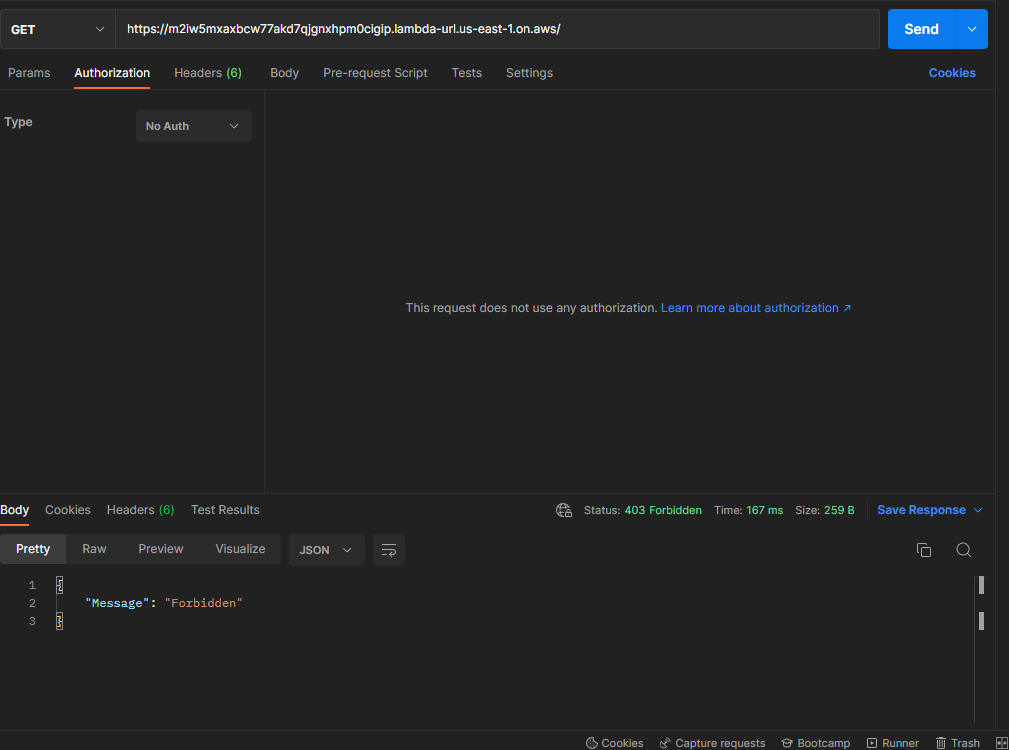 GET https://m2iw5mxaxbcw77akd7qjgnxhpm0cigip.lambda-url.us-east-1.on.aws/ Send
Params Authorization Headers (6) Body Pre-request Script Tests Settings Cookies
Type No Auth
This request does not use any authorization. Learn more about authorization ↗
Body Cookies Headers (6) Test Results Status: 403 Forbidden Time: 167 ms Size: 259 B Save Response
Pretty Raw Preview Visualize JSON
1 {
2 "Message": "Forbidden"
3 }
Cookies Capture requests Bootcamp Runner Trash